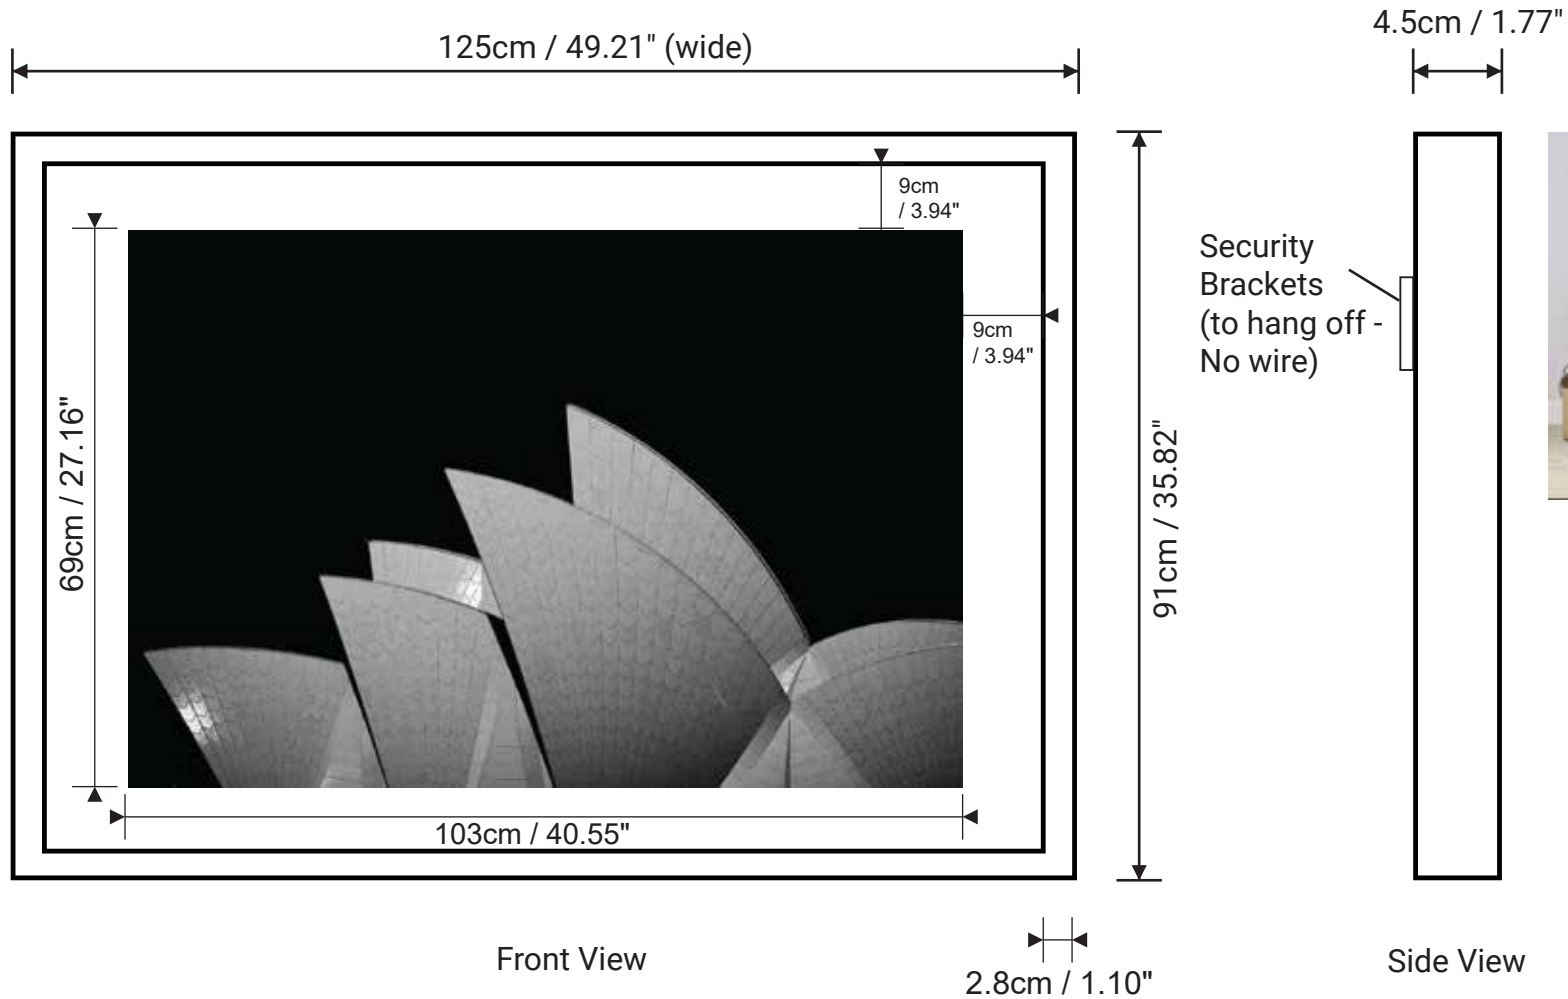 4.5cm / 1.77"
125cm / 49.21" (wide)
9cm
/ 3.94"
Security
Brackets
(to hang off -
No wire)
9cm
/ 3.94"
69cm / 27.16"
91cm / 35.82"
103cm / 40.55"
Front View
2.8cm / 1.10"
Side View